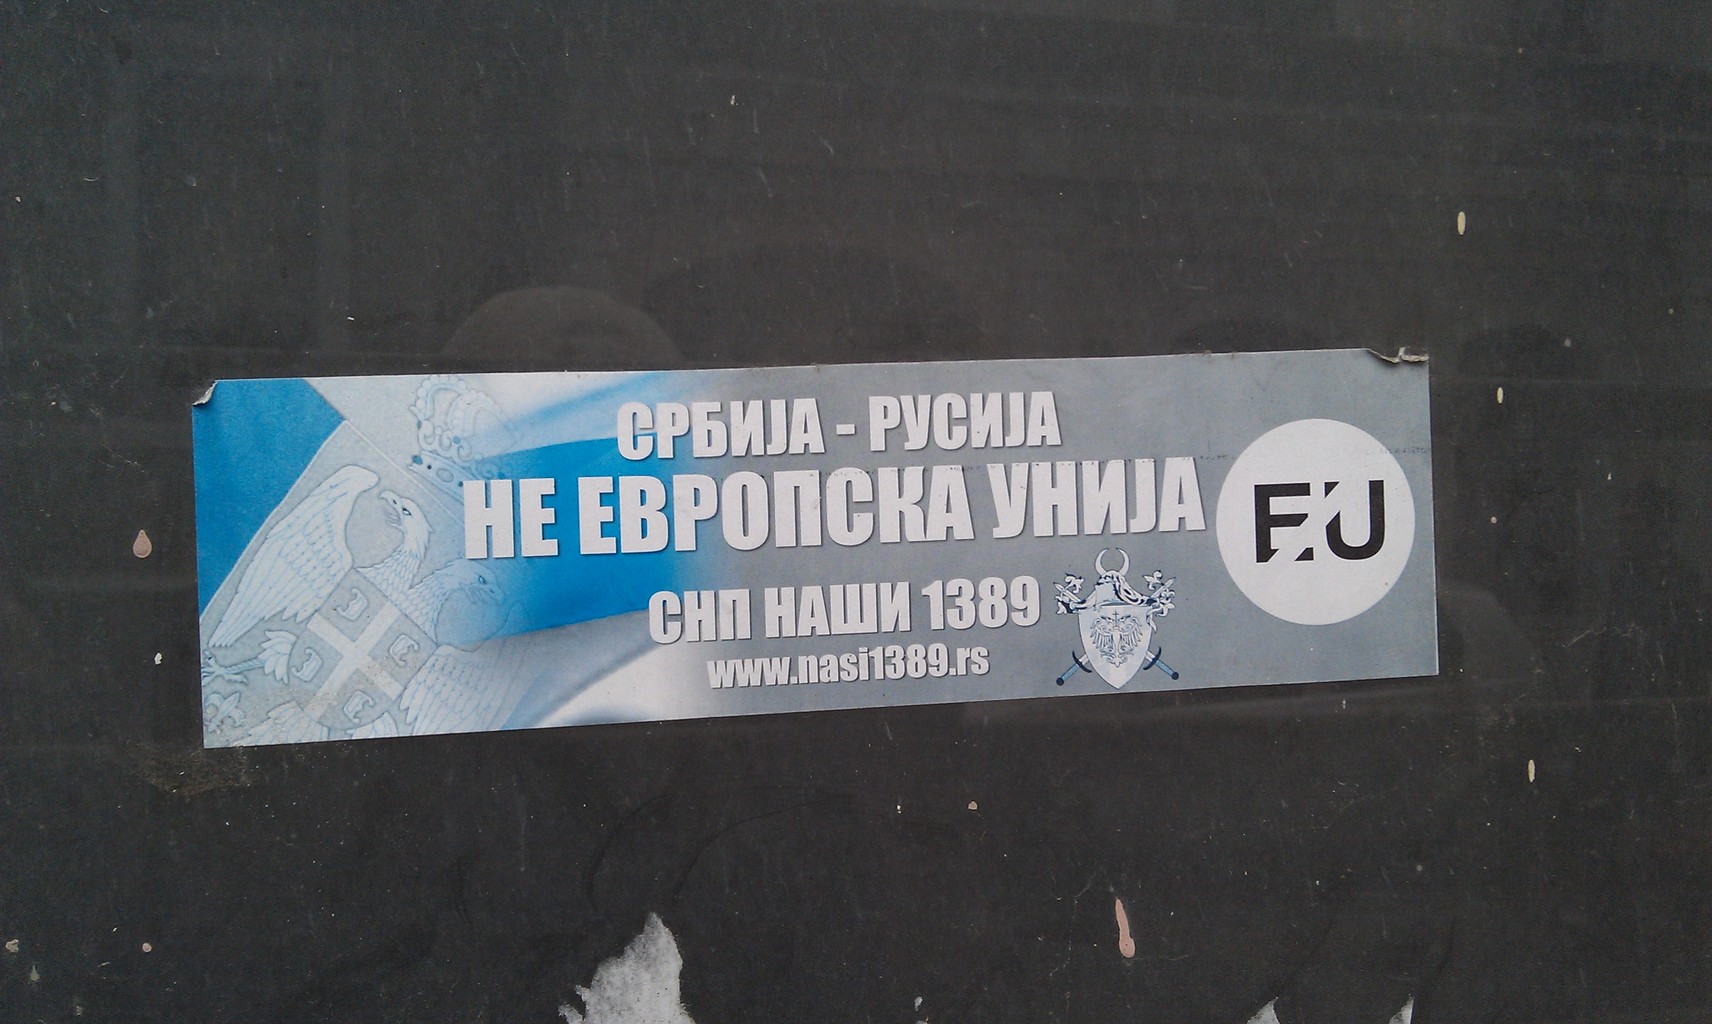 СРБИЈА - РУСИЈА
НЕ ЕВРОПСКА УНИЈА
EU
СНП НАШИ 1389
www.nasi1389.rs